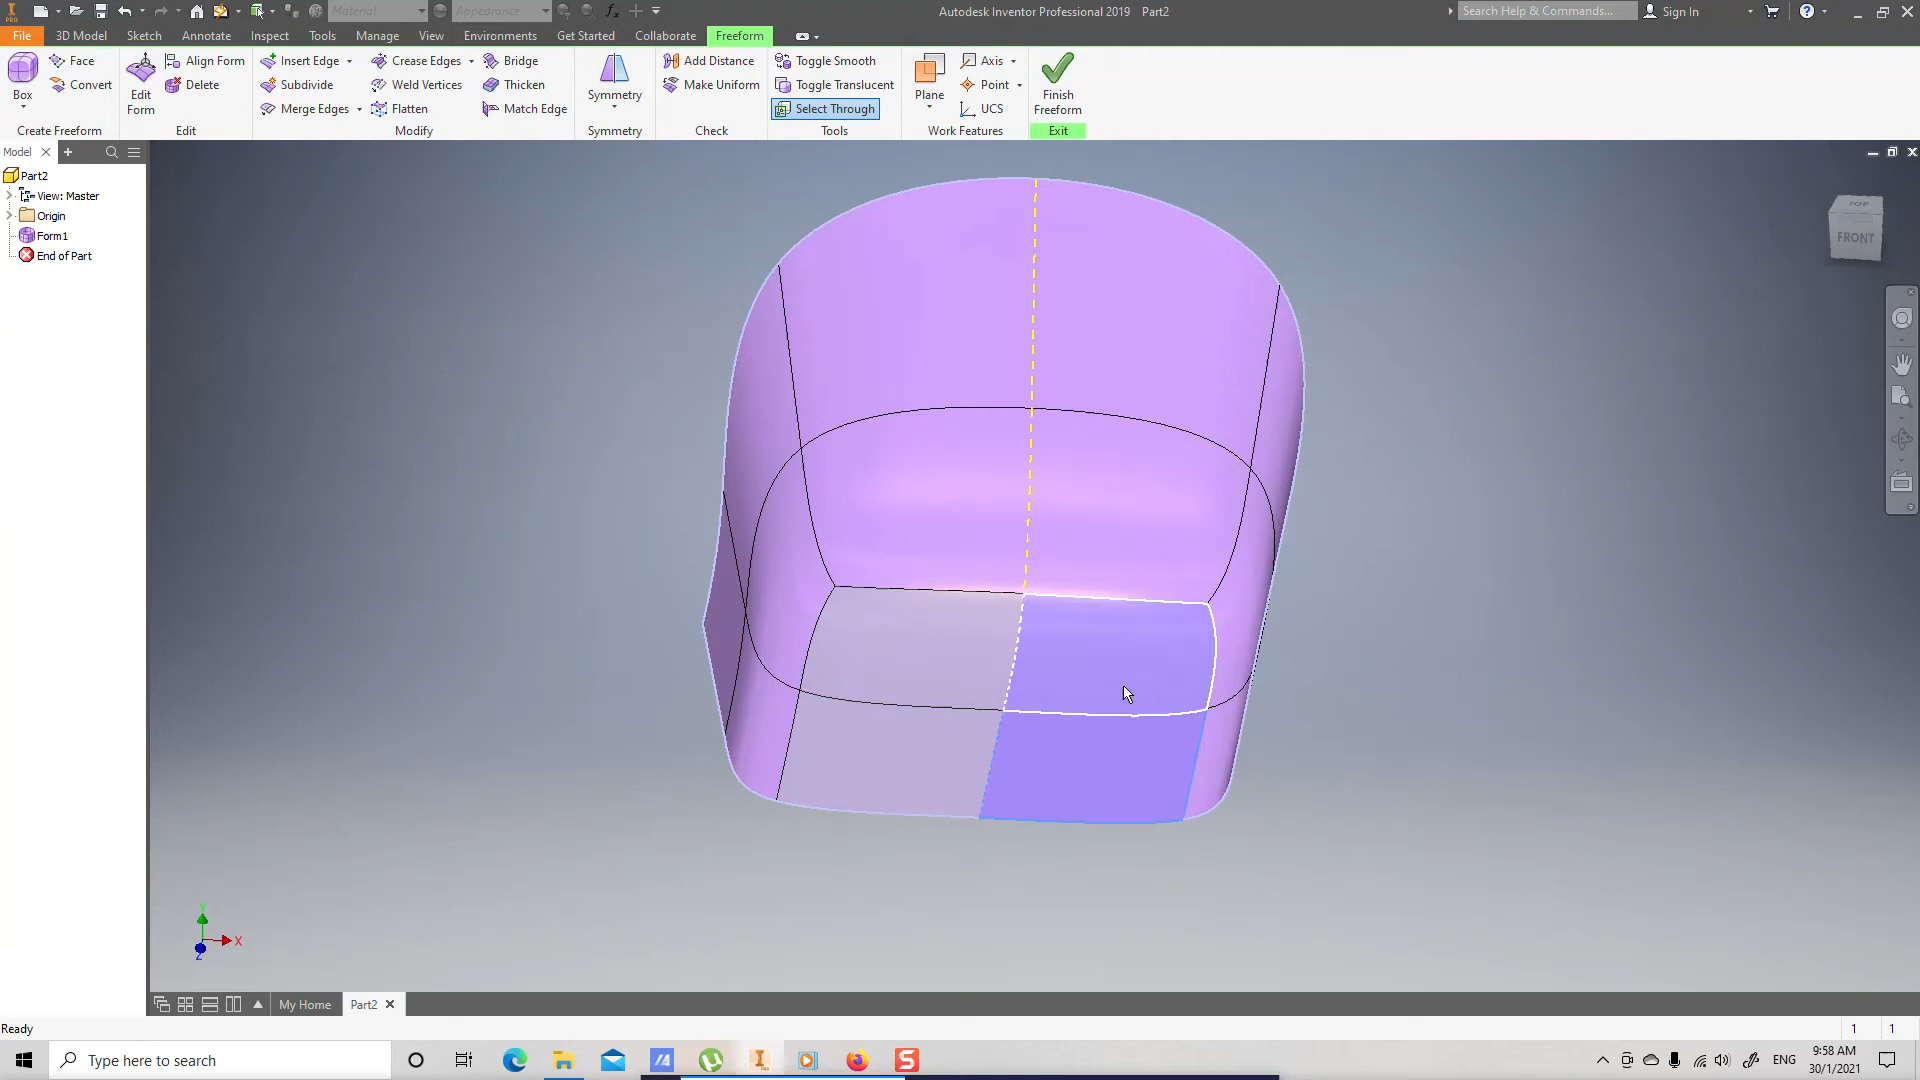 Material
Appearance
Autodesk Inventor Professional 2019 Part2
Search Help & Commands...
Sign In
PRO
File
3D Model
Sketch
Annotate
Inspect
Tools
Manage
View
Environments
Get Started
Collaborate
Freeform
Box
Face
Convert
Create Freeform
Edit
Form
Align Form
Delete
Edit
Insert Edge
Subdivide
Merge Edges
Crease Edges
Weld Vertices
Flatten
Bridge
Thicken
Match Edge
Modify
Symmetry
Symmetry
Add Distance
Make Uniform
Check
Toggle Smooth
Toggle Translucent
Select Through
Tools
Plane
Axis
Point
UCS
Work Features
Finish
Freeform
Exit
Model
Part2
View: Master
Origin
Form1
End of Part
TOP
FRONT
Y
X
Z
My Home
Part2
Ready
1 1
Type here to search
ENG
9:58 AM
30/1/2021